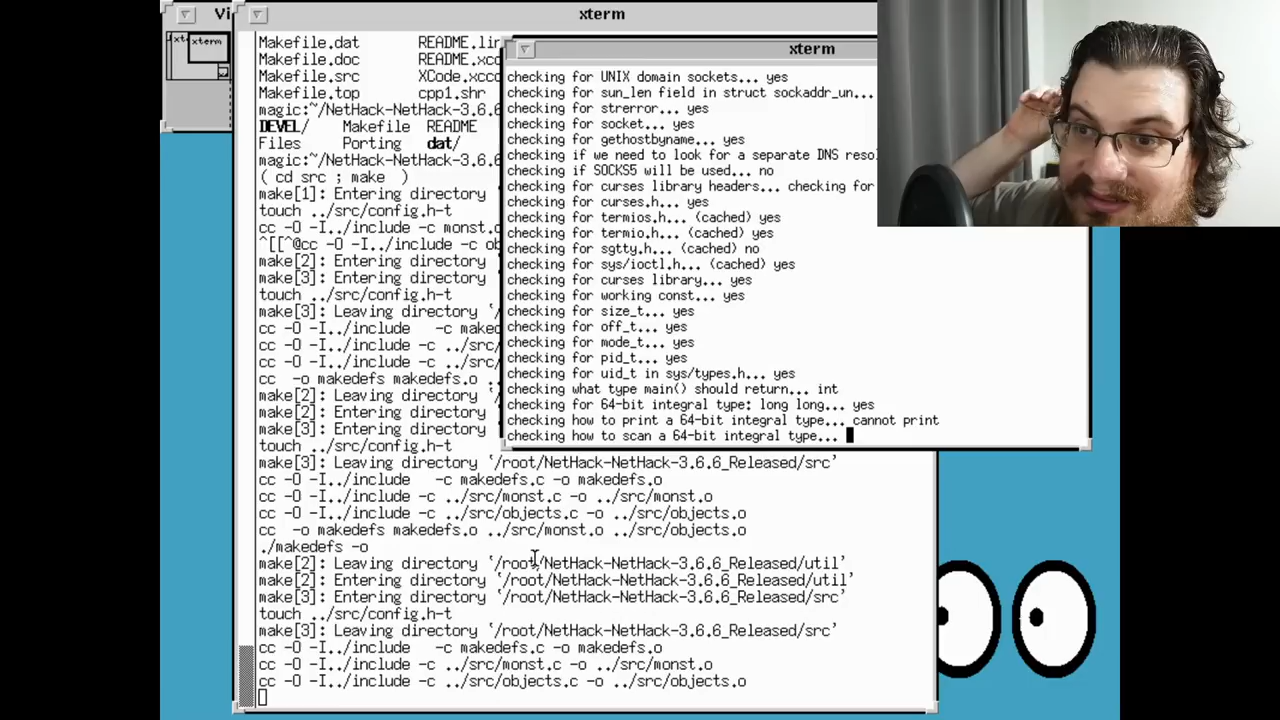 Vi
xterm
xt
xterm
Makefile.dat README.lin
Makefile.doc README.xco
Makefile.src XCode.xcco
Makefile.top cpp1.shr
magic:~/NetHack-NetHack-3.6.6
DEVEL/ Makefile README
Files Porting dat/
magic:~/NetHack-NetHack-3.6.6
( cd src ; make )
make[1]: Entering directory '
touch ../src/config.h-t
cc -O -I../include -c monst.c
^[[^@cc -O -I../include -c ob
make[2]: Entering directory '
make[3]: Entering directory '
touch ../src/config.h-t
make[3]: Leaving directory '/
cc -O -I../include -c maked
cc -O -I../include -c ../src/
cc -O -I../include -c ../src/
cc -o makedefs makedefs.o ..
make[2]: Leaving directory '/
make[2]: Entering directory '
make[3]: Entering directory '
touch ../src/config.h-t
make[3]: Leaving directory '/root/NetHack-NetHack-3.6.6_Released/src'
cc -O -I../include -c makedefs.c -o makedefs.o
cc -O -I../include -c ../src/monst.c -o ../src/monst.o
cc -O -I../include -c ../src/objects.c -o ../src/objects.o
cc -o makedefs makedefs.o ../src/monst.o ../src/objects.o
./makedefs -o
make[2]: Leaving directory '/root/NetHack-NetHack-3.6.6_Released/util'
make[2]: Entering directory '/root/NetHack-NetHack-3.6.6_Released/util'
make[3]: Entering directory '/root/NetHack-NetHack-3.6.6_Released/src'
touch ../src/config.h-t
make[3]: Leaving directory '/root/NetHack-NetHack-3.6.6_Released/src'
cc -O -I../include -c makedefs.c -o makedefs.o
cc -O -I../include -c ../src/monst.c -o ../src/monst.o
cc -O -I../include -c ../src/objects.c -o ../src/objects.o
xterm
checking for UNIX domain sockets... yes
checking for sun_len field in struct sockaddr_un...
checking for strerror... yes
checking for socket... yes
checking for gethostbyname... yes
checking if we need to look for a separate DNS resol
checking if SOCKS5 will be used... no
checking for curses library headers... checking for
checking for curses.h... yes
checking for termios.h... (cached) yes
checking for termio.h... (cached) yes
checking for sgtty.h... (cached) no
checking for sys/ioctl.h... (cached) yes
checking for curses library... yes
checking for working const... yes
checking for size_t... yes
checking for off_t... yes
checking for mode_t... yes
checking for pid_t... yes
checking for uid_t in sys/types.h... yes
checking what type main() should return... int
checking for 64-bit integral type: long long... yes
checking how to print a 64-bit integral type... cannot print
checking how to scan a 64-bit integral type...